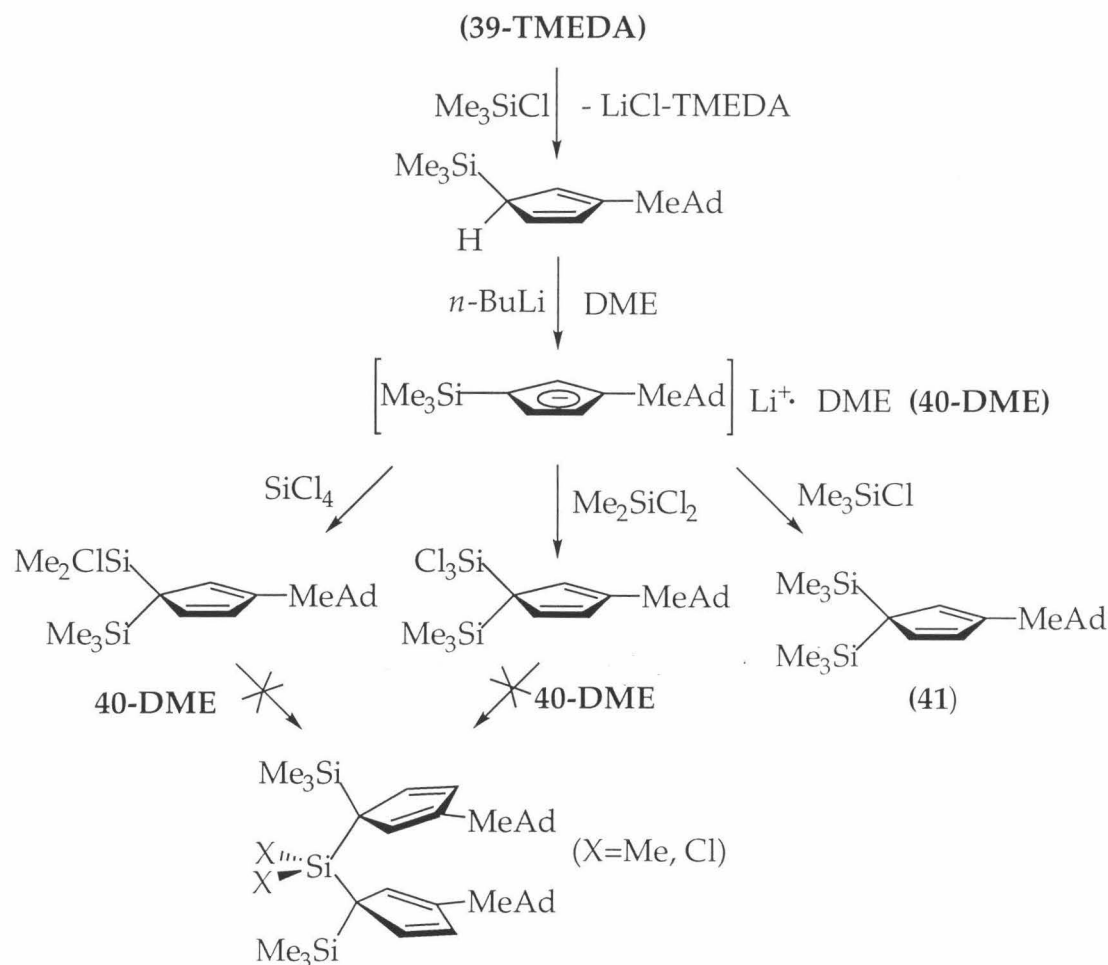 (39-TMEDA)
Me₃SiCl - LiCl-TMEDA
Me₃Si
MeAd
H
n-BuLi DME
[Me₃Si MeAd] Li⁺· DME (40-DME)
SiCl₄ Me₂SiCl₂ Me₃SiCl
Me₂ClSi
MeAd
Me₃Si
Cl₃Si
MeAd
Me₃Si
Me₃Si
MeAd
Me₃Si
(41)
40-DME 40-DME
Me₃Si
MeAd
X
X
Si
(X=Me, Cl)
MeAd
Me₃Si